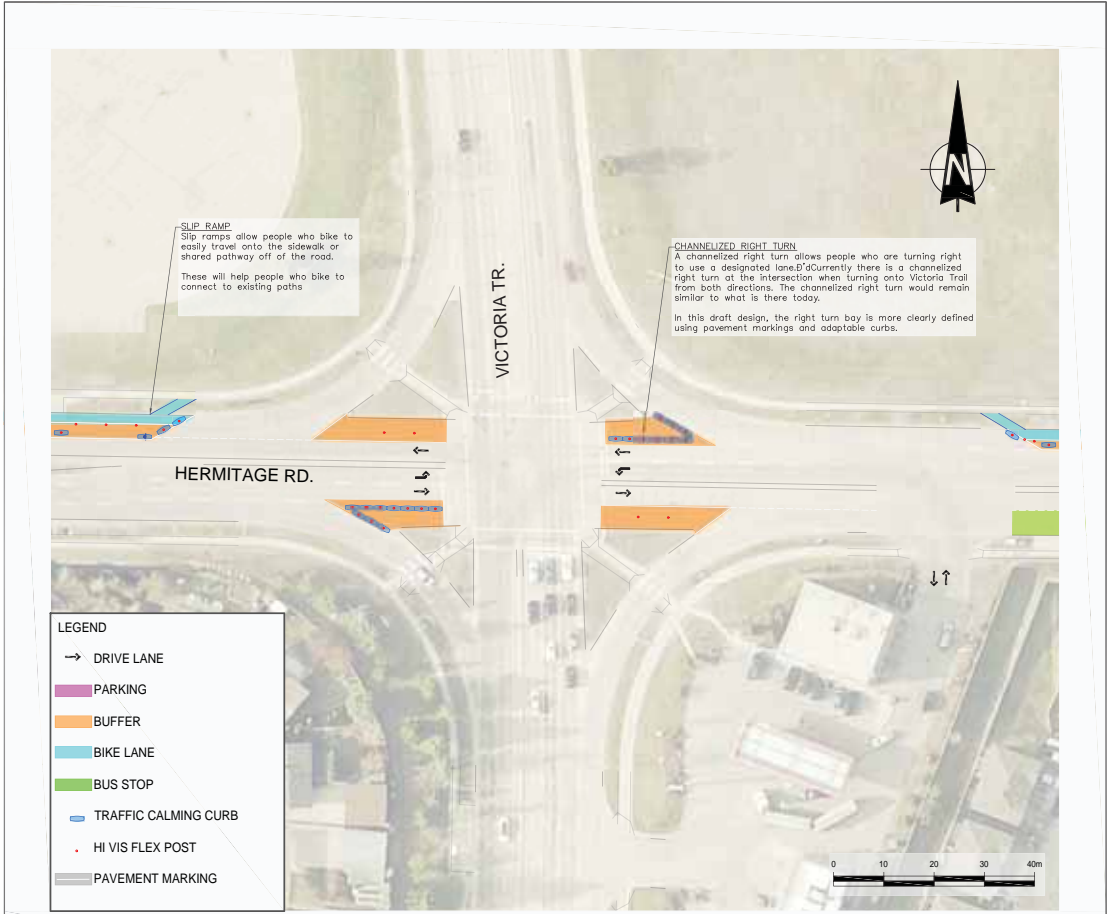 N
SLIP RAMP
Slip ramps allow people who bike to
easily travel onto the sidewalk or
shared pathway off of the road.
These will help people who bike to
connect to existing paths
CHANNELIZED RIGHT TURN
A channelized right turn allows people who are turning right
to use a designated lane.Ð'dCurrently there is a channelized
right turn at the intersection when turning onto Victoria Trail
from both directions. The channelized right turn would remain
similar to what is there today.
In this draft design, the right turn bay is more clearly defined
using pavement markings and adaptable curbs.
VICTORIA TR.
HERMITAGE RD.
LEGEND
DRIVE LANE
PARKING
BUFFER
BIKE LANE
BUS STOP
TRAFFIC CALMING CURB
HI VIS FLEX POST
PAVEMENT MARKING
0 10 20 30 40m